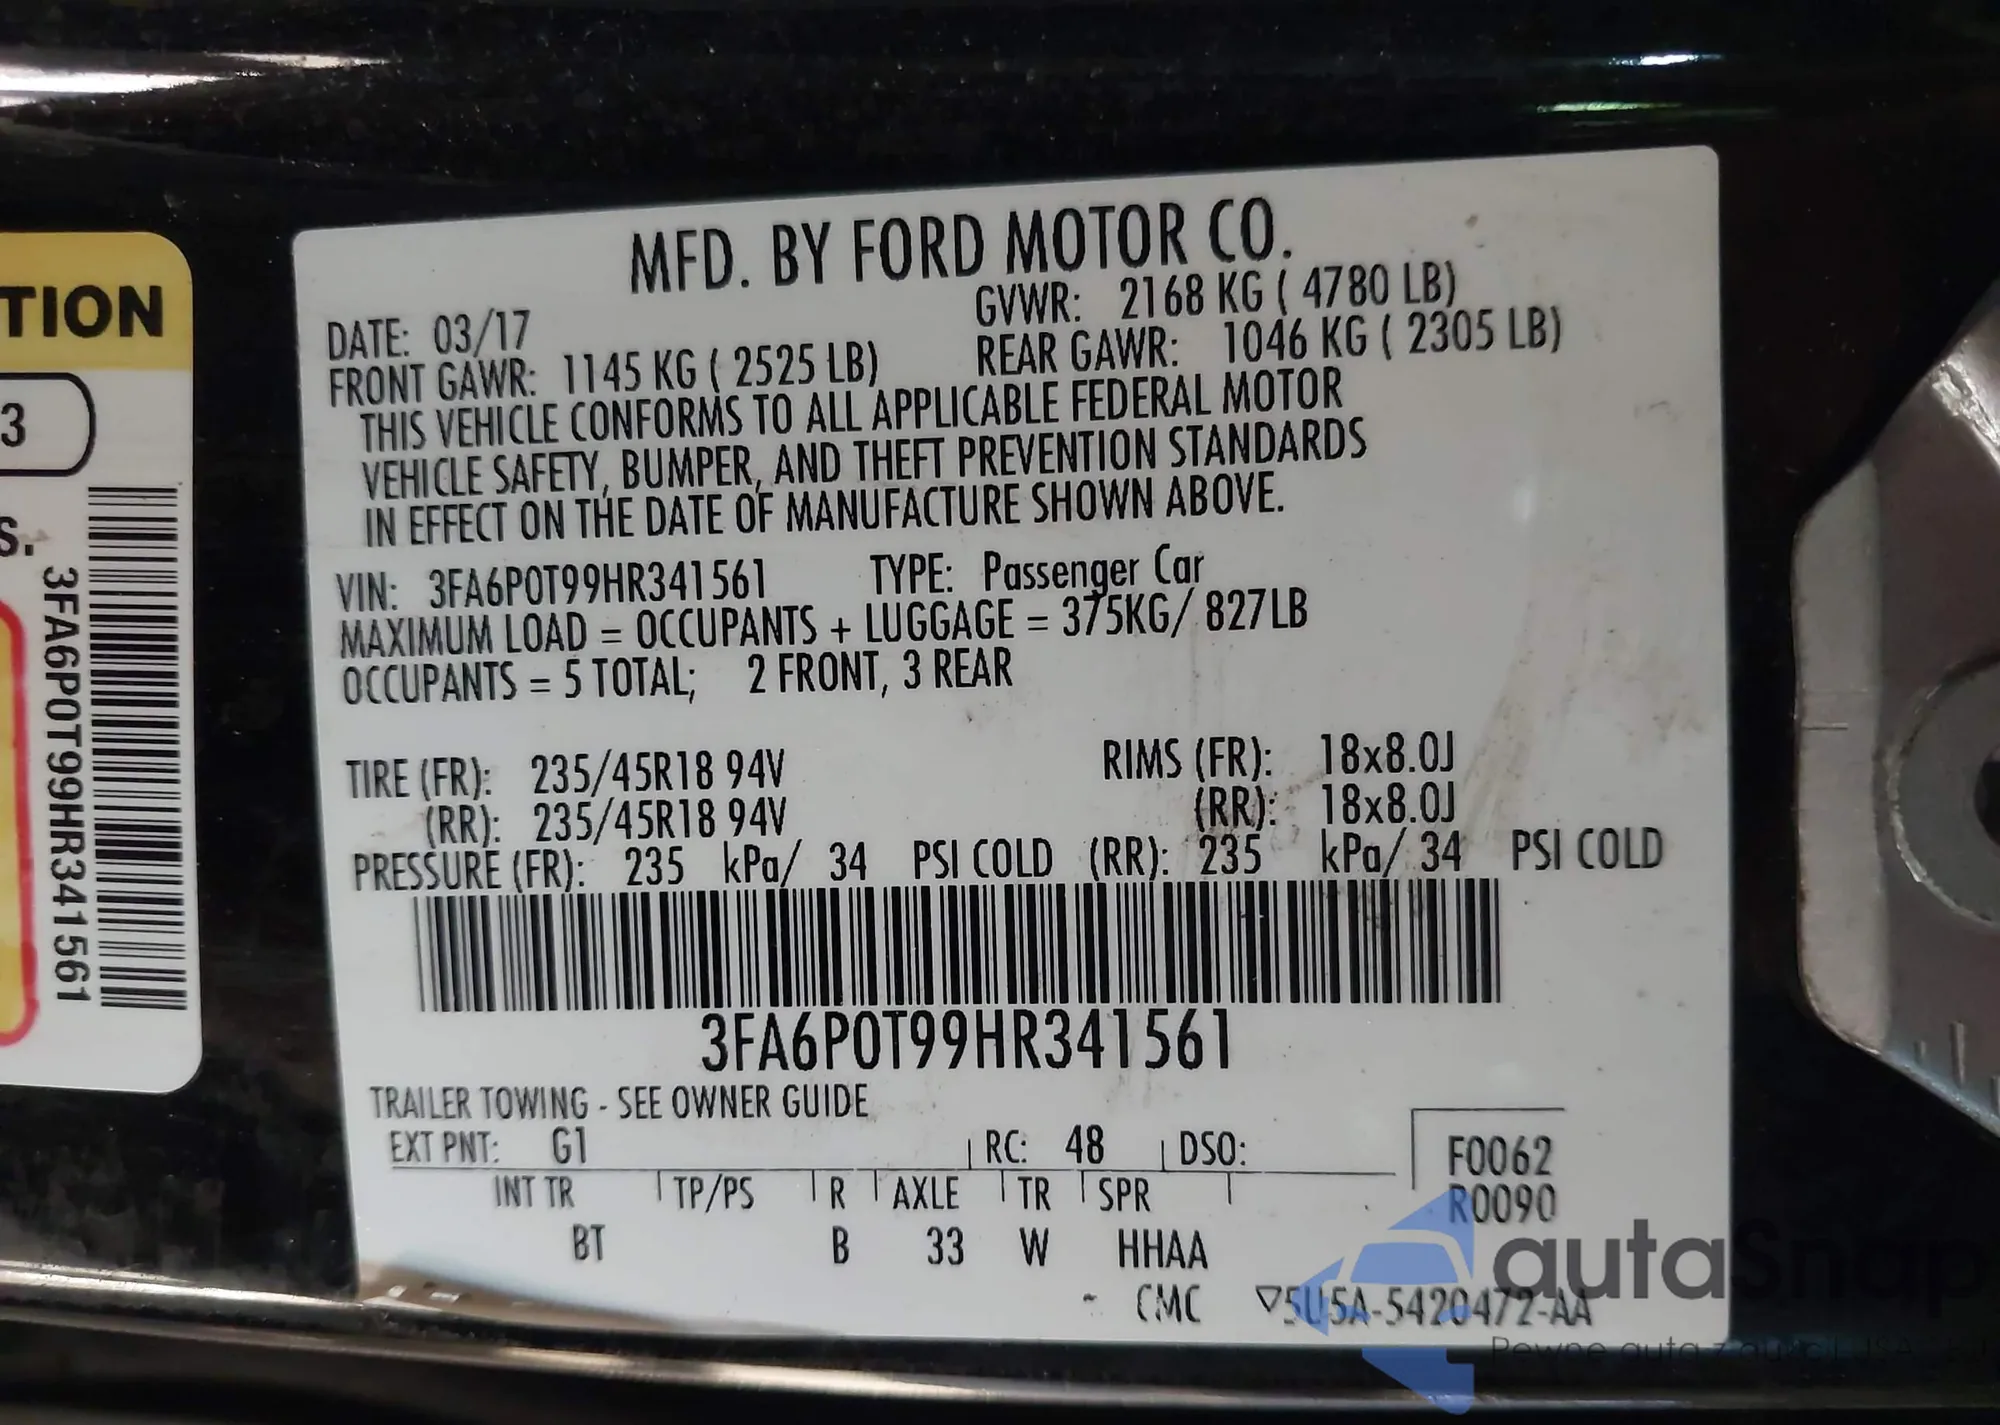 TION
3
S.
3FA6P0T99HR341561
MFD. BY FORD MOTOR CO.
DATE: 03/17
GVWR: 2168 KG ( 4780 LB)
FRONT GAWR: 1145 KG ( 2525 LB)
REAR GAWR: 1046 KG ( 2305 LB)
THIS VEHICLE CONFORMS TO ALL APPLICABLE FEDERAL MOTOR
VEHICLE SAFETY, BUMPER, AND THEFT PREVENTION STANDARDS
IN EFFECT ON THE DATE OF MANUFACTURE SHOWN ABOVE.
VIN: 3FA6P0T99HR341561 TYPE: Passenger Car
MAXIMUM LOAD = OCCUPANTS + LUGGAGE = 375KG/ 827LB
OCCUPANTS = 5 TOTAL; 2 FRONT, 3 REAR
TIRE (FR): 235/45R18 94V RIMS (FR): 18x8.0J
(RR): 235/45R18 94V (RR): 18x8.0J
PRESSURE (FR): 235 kPa/ 34 PSI COLD (RR): 235 kPa/ 34 PSI COLD
3FA6P0T99HR341561
TRAILER TOWING - SEE OWNER GUIDE
EXT PNT: G1 RC: 48 DSO:
F0062
R0090
INT TR TP/PS R AXLE TR SPR
BT B 33 W HHAA
CMC ▽5U5A-5420472-AA
autaSnap
Pewne auta z